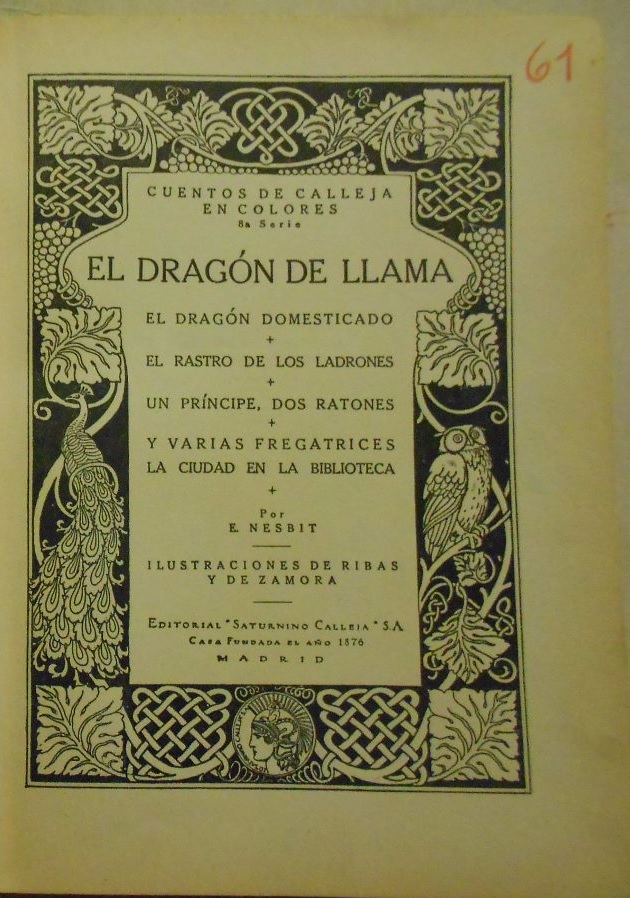 61
CUENTOS DE CALLEJA
EN COLORES
8a Serie
EL DRAGÓN DE LLAMA
EL DRAGÓN DOMESTICADO
+
EL RASTRO DE LOS LADRONES
+
UN PRÍNCIPE, DOS RATONES
+
Y VARIAS FREGATRICES
LA CIUDAD EN LA BIBLIOTECA
+
Por
E. NESBIT
ILUSTRACIONES DE RIBAS
Y DE ZAMORA
EDITORIAL "SATURNINO CALLEJA" S.A.
CASA FUNDADA EL AÑO 1876
MADRID